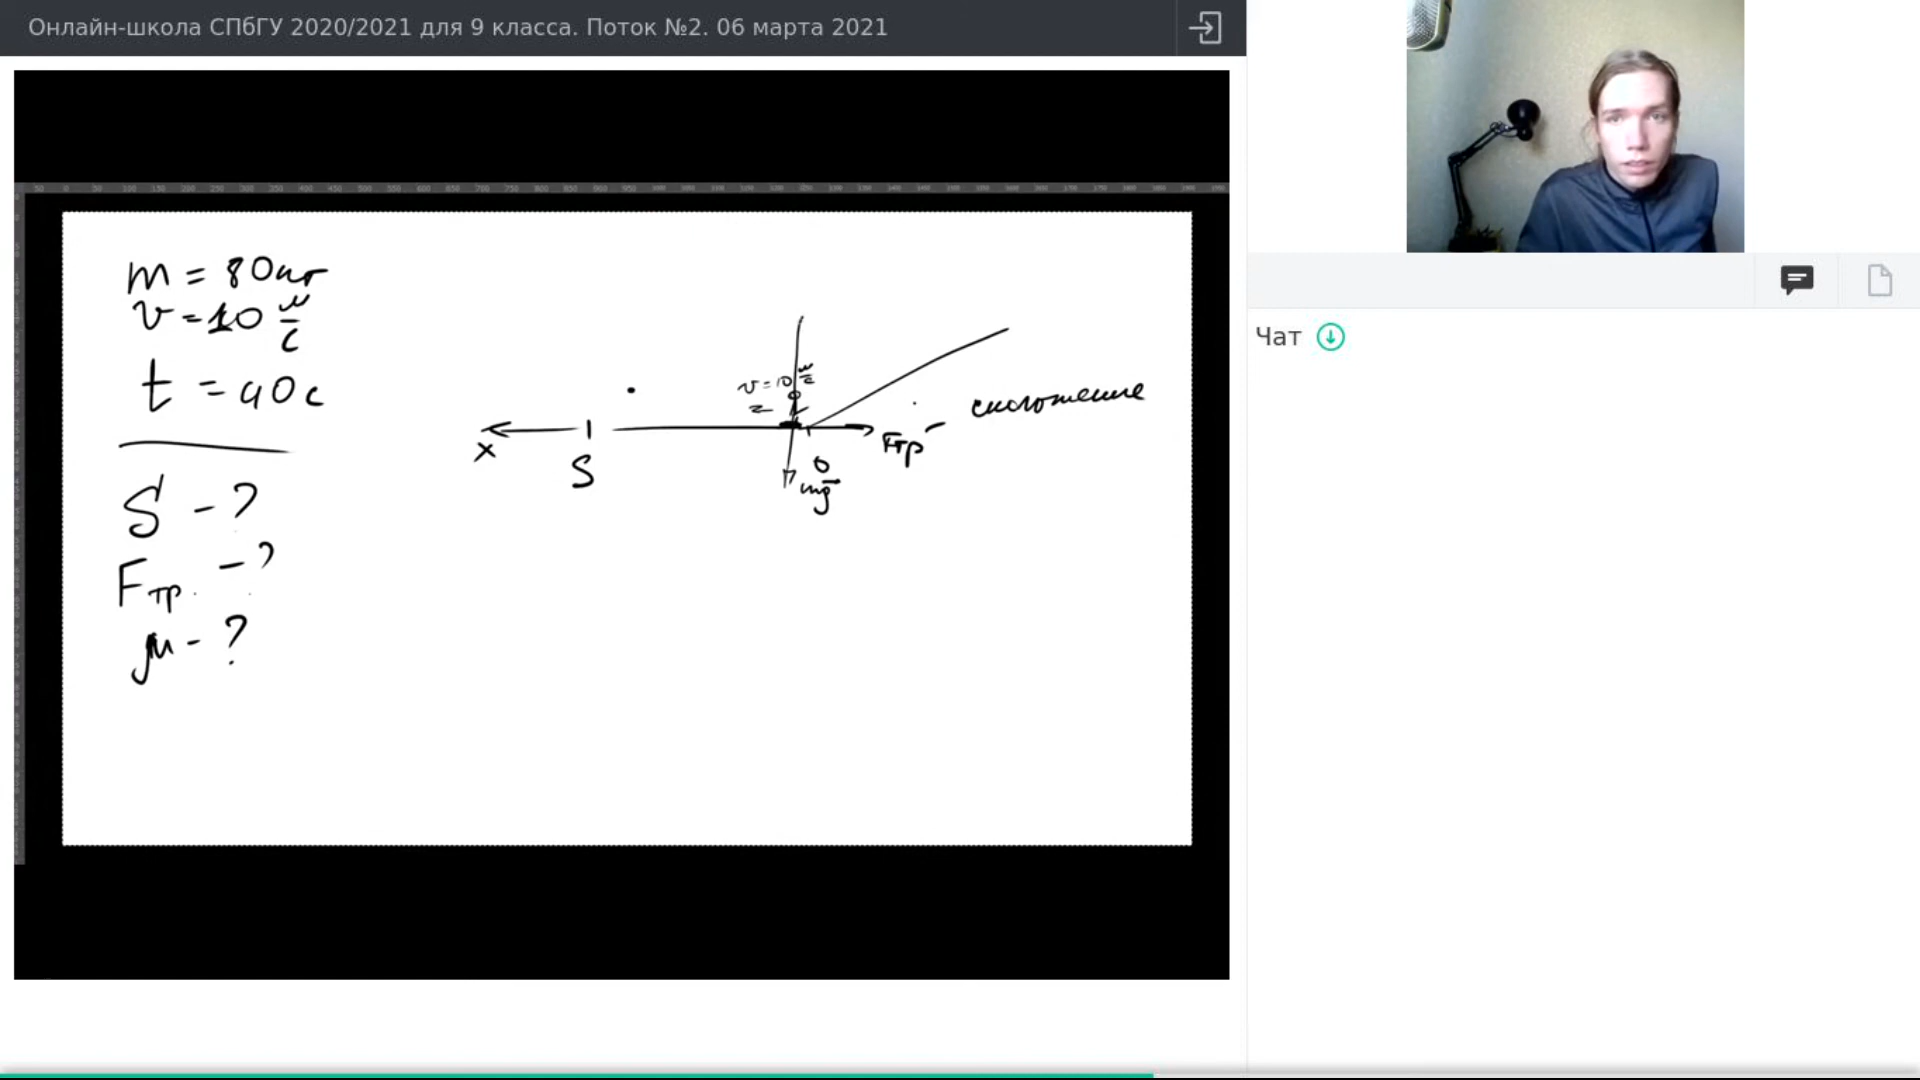 Онлайн-школа СПбГУ 2020/2021 для 9 класса. Поток №2. 06 марта 2021
m = 80кг
v = 10 м/с
t = 40с
S - ?
Fтр. - ?
μ - ?
v = 10 м/с
x
S
Fтр
0
mg
Чат